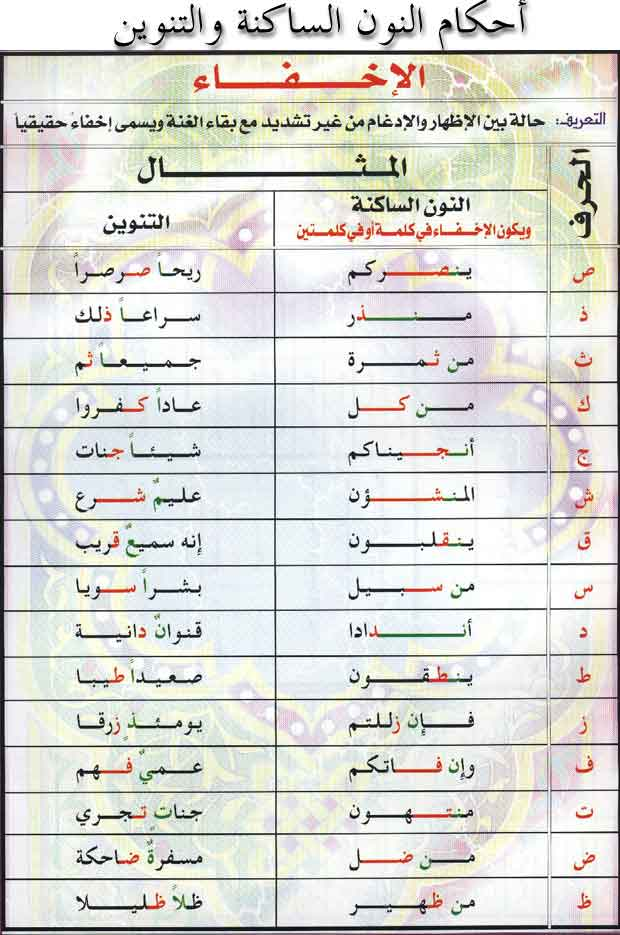 أحكام النون الساكنة والتنوين
الإخفاء
التعريف: حالة بين الإظهار والإدغام من غير تشديد مع بقاء الغنة ويسمى إخفاءً حقيقياً
الحرف
المثال
النون الساكنة
ويكون الإخفاء في كلمة أو في كلمتين
التنوين
ص ينصركم ريحاً صرصراً
ذ منذر سراعاً ذلك
ث من ثمرة جميعاً ثم
ك من كل عاداً كفروا
ج أنجيناكم شيئاً جنات
ش المنشؤن عليمٌ شرع
ق ينقلبون إنه سميعٌ قريب
س من سبيل بشراً سويا
د أندادا قنوانٌ دانية
ط ينطقون صعيداً طيبا
ز فإن زللتم يومئذٍ زرقا
ف وإن فاتكم عميٌ فهم
ت منتهون جناتٍ تجري
ض من ضل مسفرةٌ ضاحكة
ظ من ظهير ظلاً ظليلا